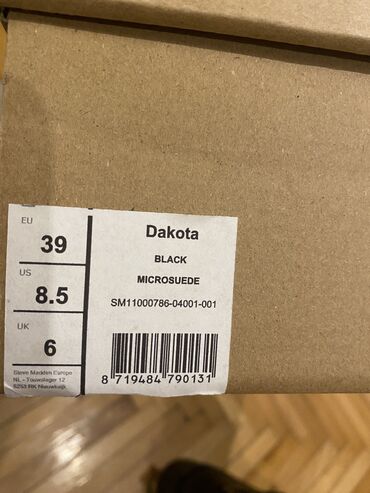 EU
39
US
8.5
UK
6
Steve Madden Europe
NL - Touwslager 12
5253 RK Nieuwkuijk
Dakota
BLACK
MICROSUEDE
SM11000786-04001-001
8 719484 790131